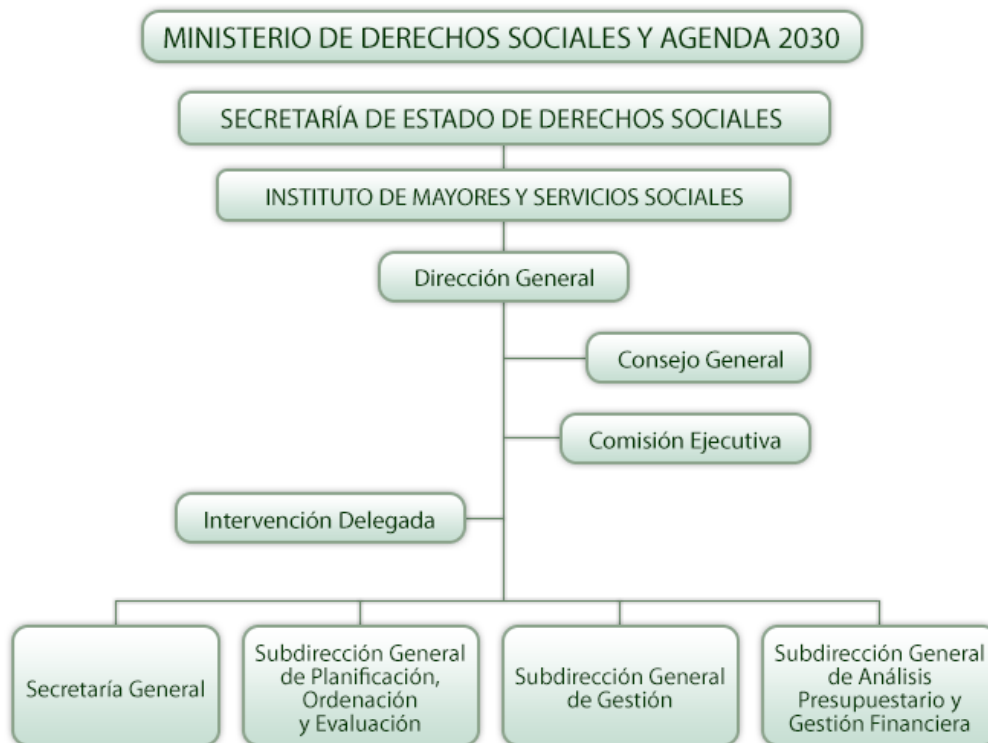 MINISTERIO DE DERECHOS SOCIALES Y AGENDA 2030
SECRETARÍA DE ESTADO DE DERECHOS SOCIALES
INSTITUTO DE MAYORES Y SERVICIOS SOCIALES
Dirección General
Consejo General
Comisión Ejecutiva
Intervención Delegada
Secretaría General
Subdirección General
de Planificación,
Ordenación
y Evaluación
Subdirección General
de Gestión
Subdirección General
de Análisis
Presupuestario y
Gestión Financiera